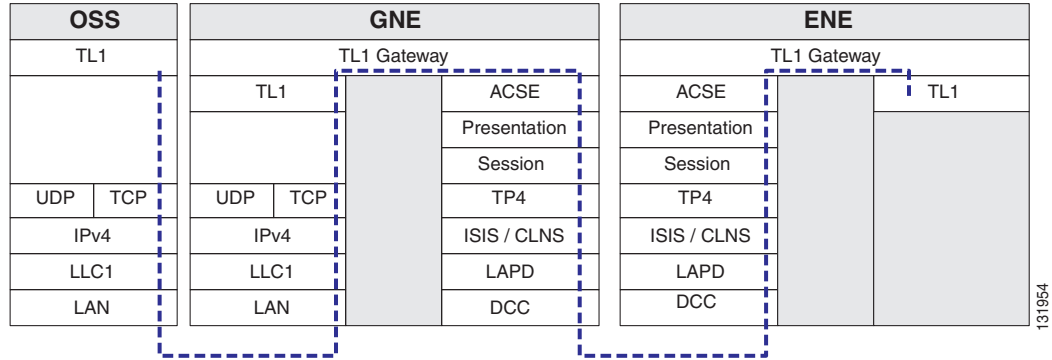 OSS GNE ENE
TL1 TL1 Gateway TL1 Gateway
TL1 ACSE ACSE TL1
Presentation Presentation
Session Session
UDP TCP UDP TCP TP4 TP4
IPv4 IPv4 ISIS / CLNS ISIS / CLNS
LLC1 LLC1 LAPD LAPD
LAN LAN DCC DCC
131954